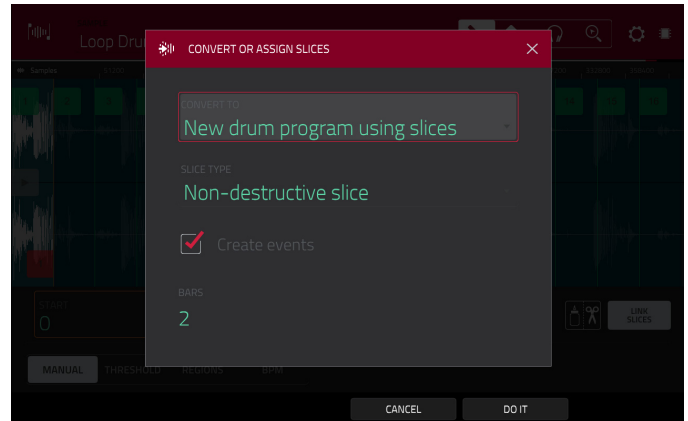 Loop Dru
CONVERT OR ASSIGN SLICES
Samples
CONVERT TO
New drum program using slices
SLICE TYPE
Non-destructive slice
Create events
START
BARS
0
2
LINK
SLICES
MANUAL THRESHOLD REGIONS BPM
CANCEL DO IT